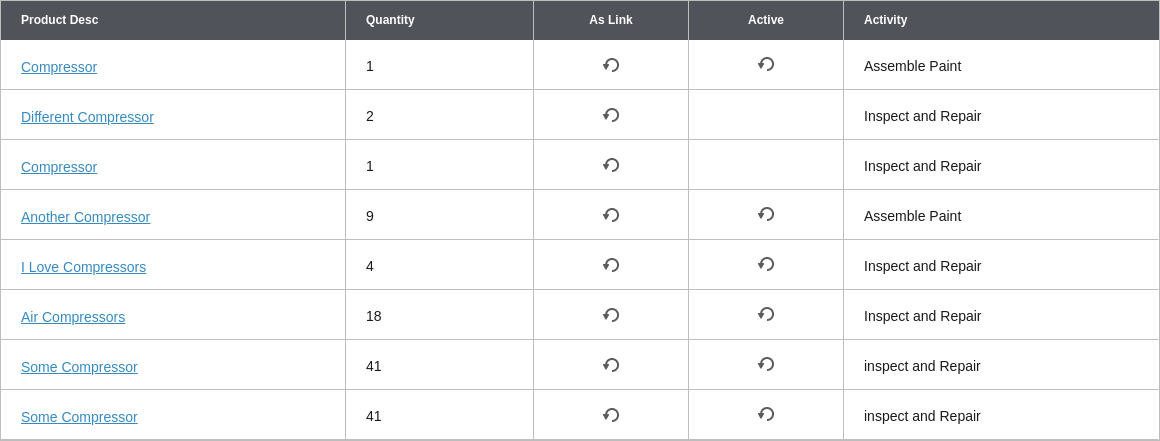 Product Desc Quantity As Link Active Activity
Compressor 1 Assemble Paint
Different Compressor 2 Inspect and Repair
Compressor 1 Inspect and Repair
Another Compressor 9 Assemble Paint
I Love Compressors 4 Inspect and Repair
Air Compressors 18 Inspect and Repair
Some Compressor 41 inspect and Repair
Some Compressor 41 inspect and Repair